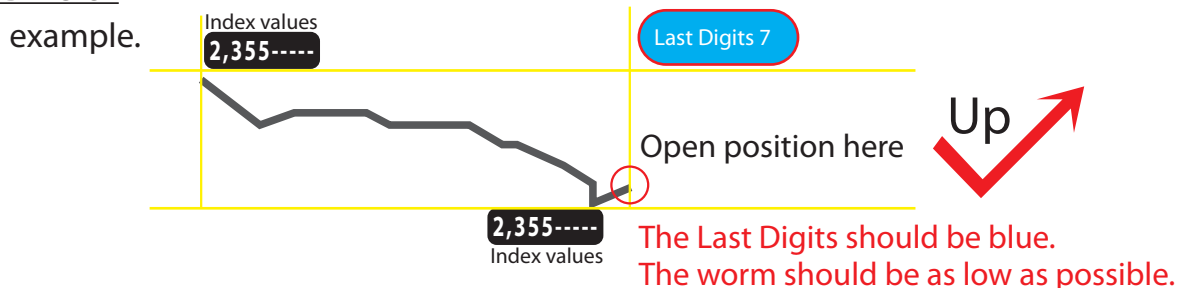 example.
Index values
2,355-----
Last Digits 7
Up
Open position here
2,355-----
Index values
The Last Digits should be blue.
The worm should be as low as possible.